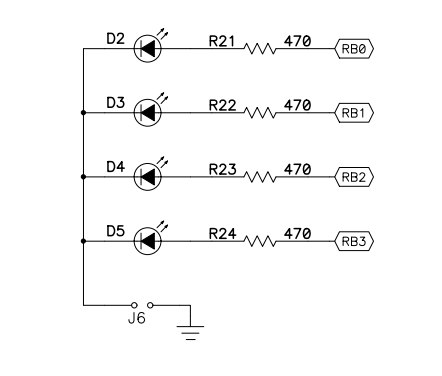 D2 R21 470 RB0
D3 R22 470 RB1
D4 R23 470 RB2
D5 R24 470 RB3
J6